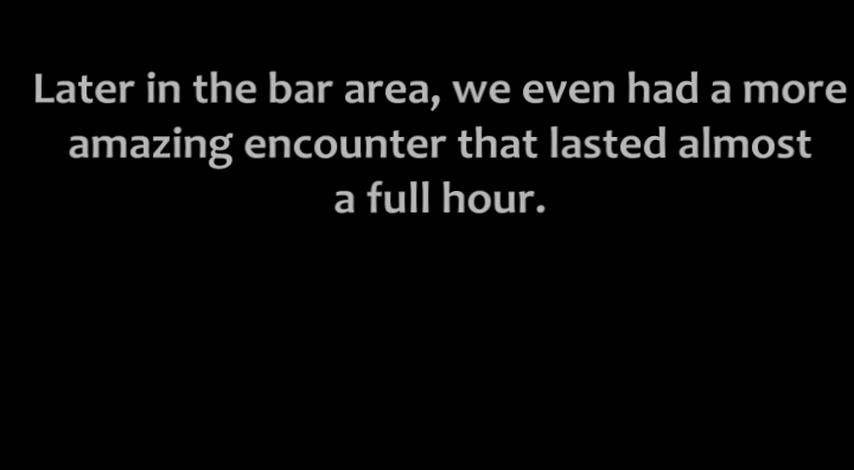 Later in the bar area, we even had a more
amazing encounter that lasted almost
a full hour.